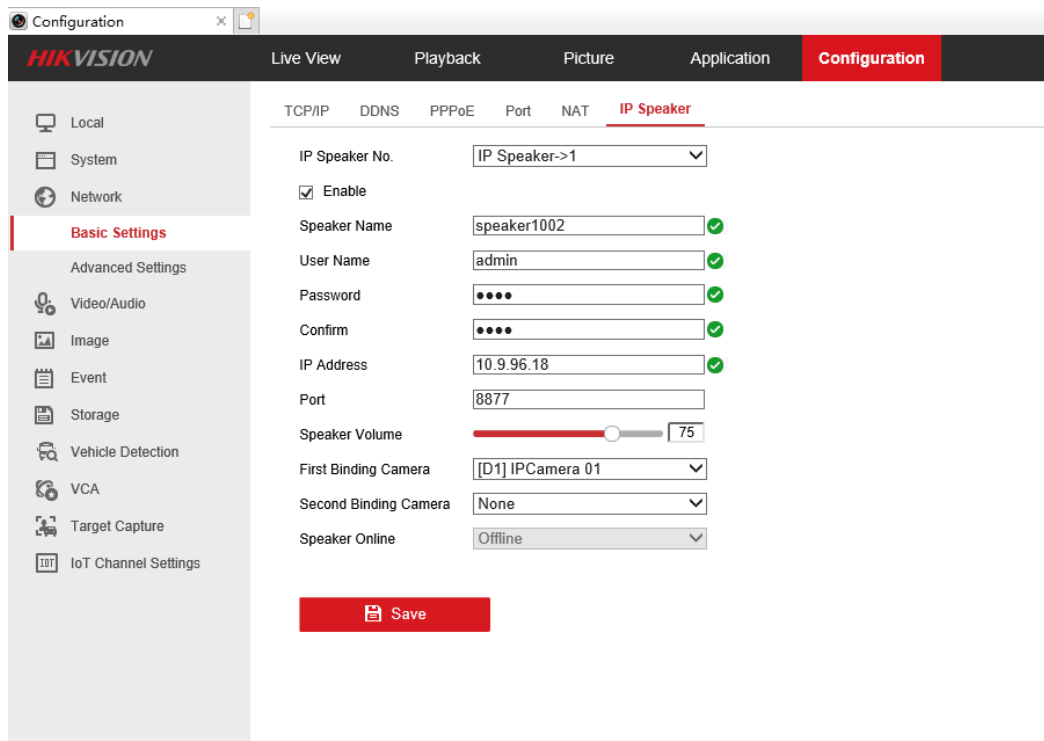 Configuration
HIKVISION Live View Playback Picture Application Configuration
TCP/IP DDNS PPPoE Port NAT IP Speaker
Local
System
Network
Basic Settings
Advanced Settings
Video/Audio
Image
Event
Storage
Vehicle Detection
VCA
Target Capture
IOT IoT Channel Settings
IP Speaker No. IP Speaker->1
Enable
Speaker Name speaker1002
User Name admin
Password ••••
Confirm ••••
IP Address 10.9.96.18
Port 8877
Speaker Volume 75
First Binding Camera [D1] IPCamera 01
Second Binding Camera None
Speaker Online Offline
Save